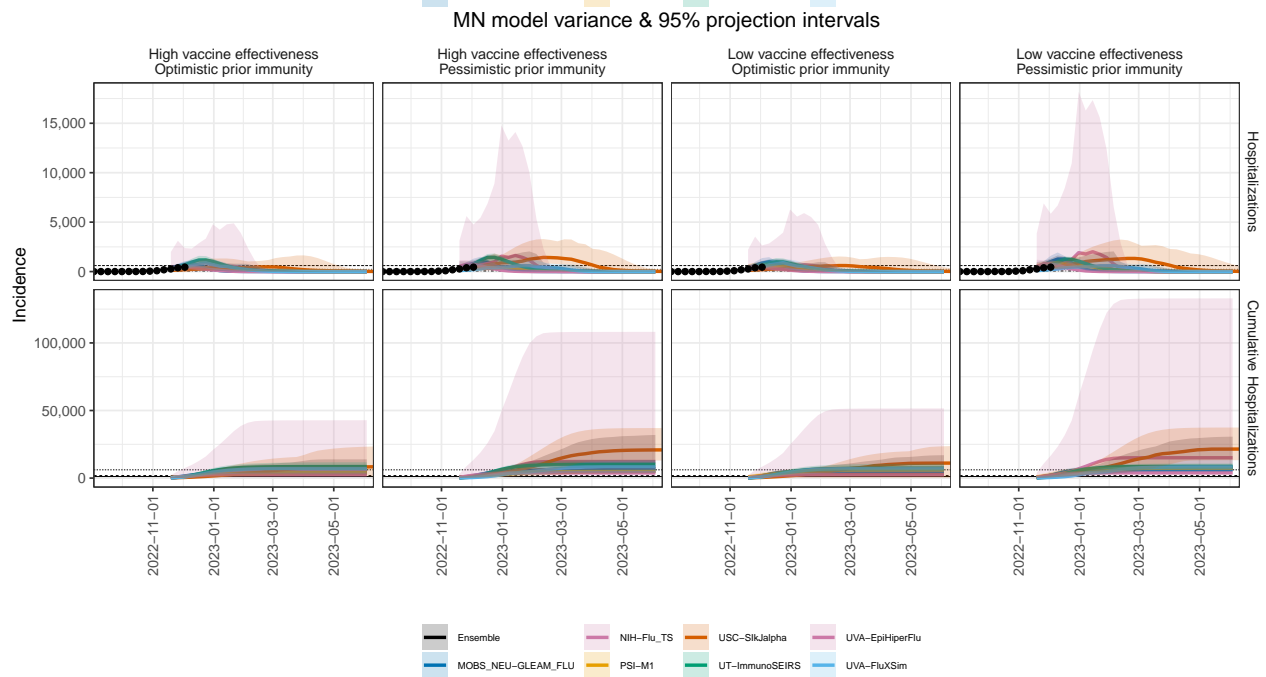 MN model variance & 95% projection intervals
High vaccine effectiveness
Optimistic prior immunity
High vaccine effectiveness
Pessimistic prior immunity
Low vaccine effectiveness
Optimistic prior immunity
Low vaccine effectiveness
Pessimistic prior immunity
Incidence
15,000
10,000
5,000
0
Hospitalizations
100,000
50,000
0
Cumulative Hospitalizations
2022−11−01
2023−01−01
2023−03−01
2023−05−01
2022−11−01
2023−01−01
2023−03−01
2023−05−01
2022−11−01
2023−01−01
2023−03−01
2023−05−01
2022−11−01
2023−01−01
2023−03−01
2023−05−01
Ensemble NIH−Flu_TS USC−SIkJalpha UVA−EpiHiperFlu
MOBS_NEU−GLEAM_FLU PSI−M1 UT−ImmunoSEIRS UVA−FluXSim